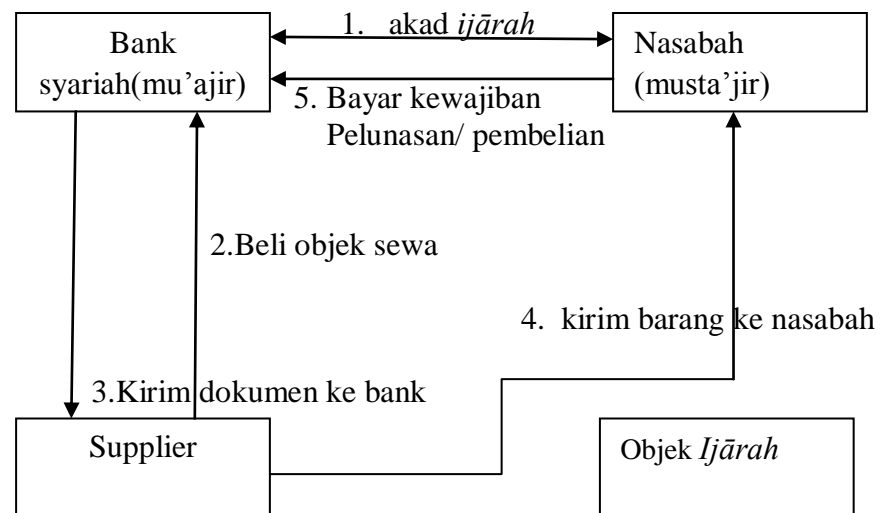 Bank
syariah(mu’ajir)
1. akad ijārah
Nasabah
(musta’jir)
5. Bayar kewajiban
Pelunasan/ pembelian
2.Beli objek sewa
4. kirim barang ke nasabah
3.Kirim dokumen ke bank
Supplier
Objek Ijārah